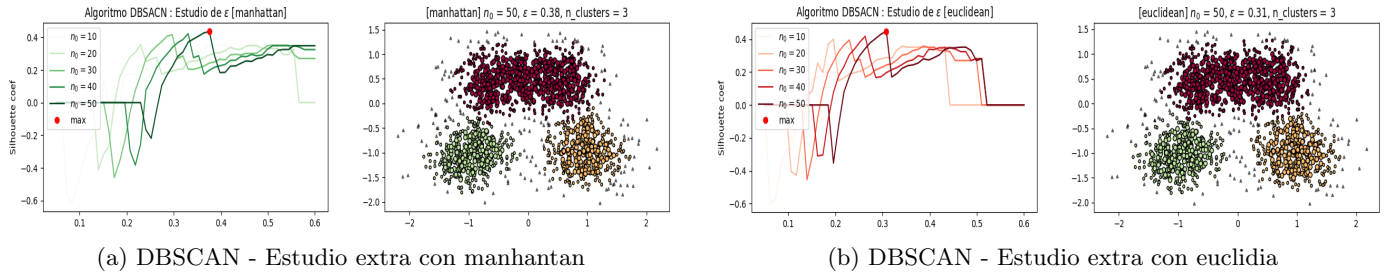 Algoritmo DBSACN : Estudio de ε [manhattan]
Silhouette coef
0.4
0.2
0.0
−0.2
−0.4
−0.6
n₀ = 10
n₀ = 20
n₀ = 30
n₀ = 40
n₀ = 50
max
0.1 0.2 0.3 0.4 0.5 0.6
[manhattan] n₀ = 50, ε = 0.38, n_clusters = 3
1.5
1.0
0.5
0.0
−0.5
−1.0
−1.5
−2.0
−2 −1 0 1 2
(a) DBSCAN - Estudio extra con manhantan
Algoritmo DBSACN : Estudio de ε [euclidean]
Silhouette coef
0.4
0.2
0.0
−0.2
−0.4
−0.6
n₀ = 10
n₀ = 20
n₀ = 30
n₀ = 40
n₀ = 50
max
0.1 0.2 0.3 0.4 0.5 0.6
[euclidean] n₀ = 50, ε = 0.31, n_clusters = 3
1.5
1.0
0.5
0.0
−0.5
−1.0
−1.5
−2.0
−2 −1 0 1 2
(b) DBSCAN - Estudio extra con euclidia